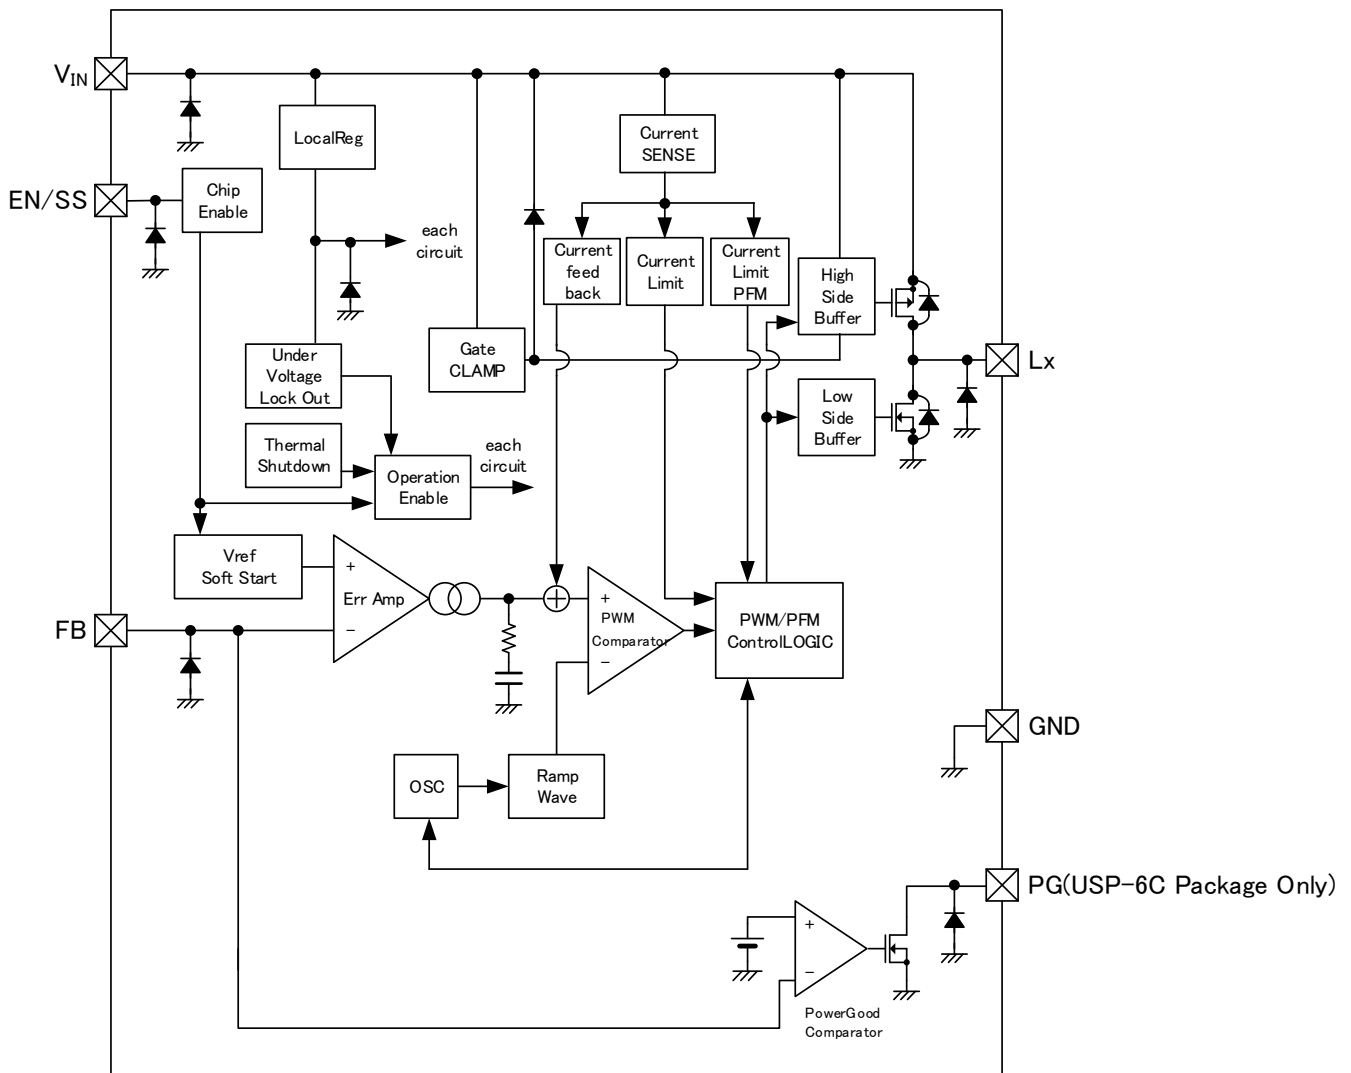 VIN
LocalReg
Current
SENSE
EN/SS
Chip
Enable
each
circuit
Current
feed
back
Current
Limit
Current
Limit
PFM
High
Side
Buffer
Under
Voltage
Lock Out
Gate
CLAMP
Lx
Low
Side
Buffer
Thermal
Shutdown
Operation
Enable
each
circuit
Vref
Soft Start
+
Err Amp
−
+
PWM
Comparator
−
PWM/PFM
ControlLOGIC
FB
GND
OSC
Ramp
Wave
PG(USP-6C Package Only)
+
−
PowerGood
Comparator